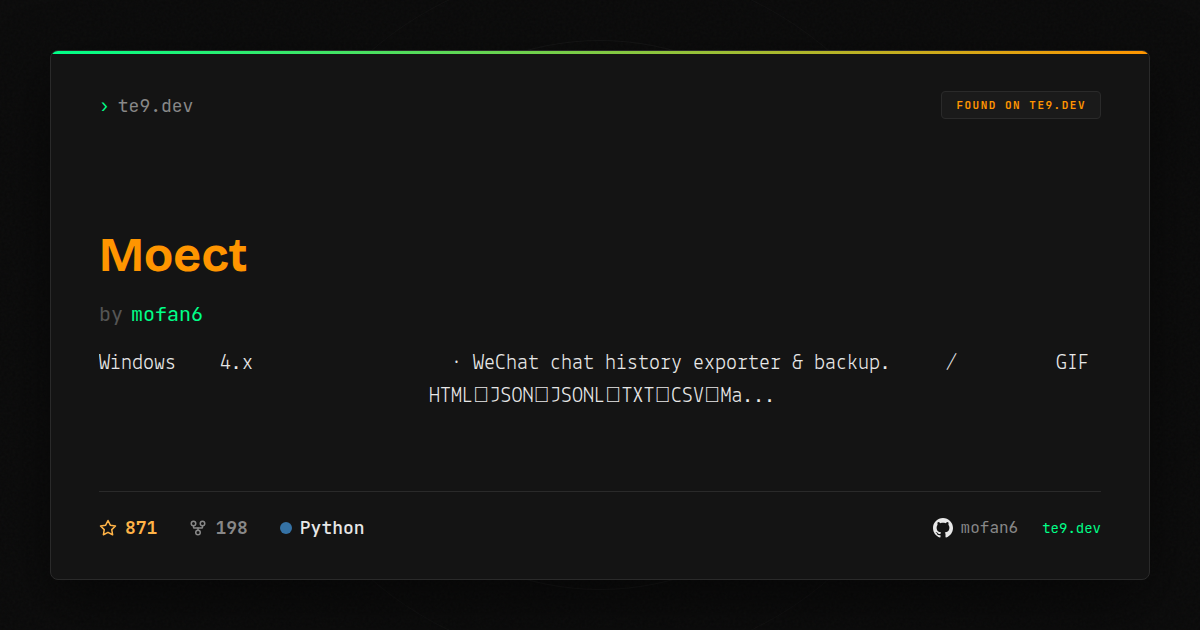 › te9.dev
FOUND ON TE9.DEV
Moect
by mofan6
Windows 4.x · WeChat chat history exporter & backup. / GIF
HTML□JSON□JSONL□TXT□CSV□Ma...
871 198 Python
mofan6 te9.dev